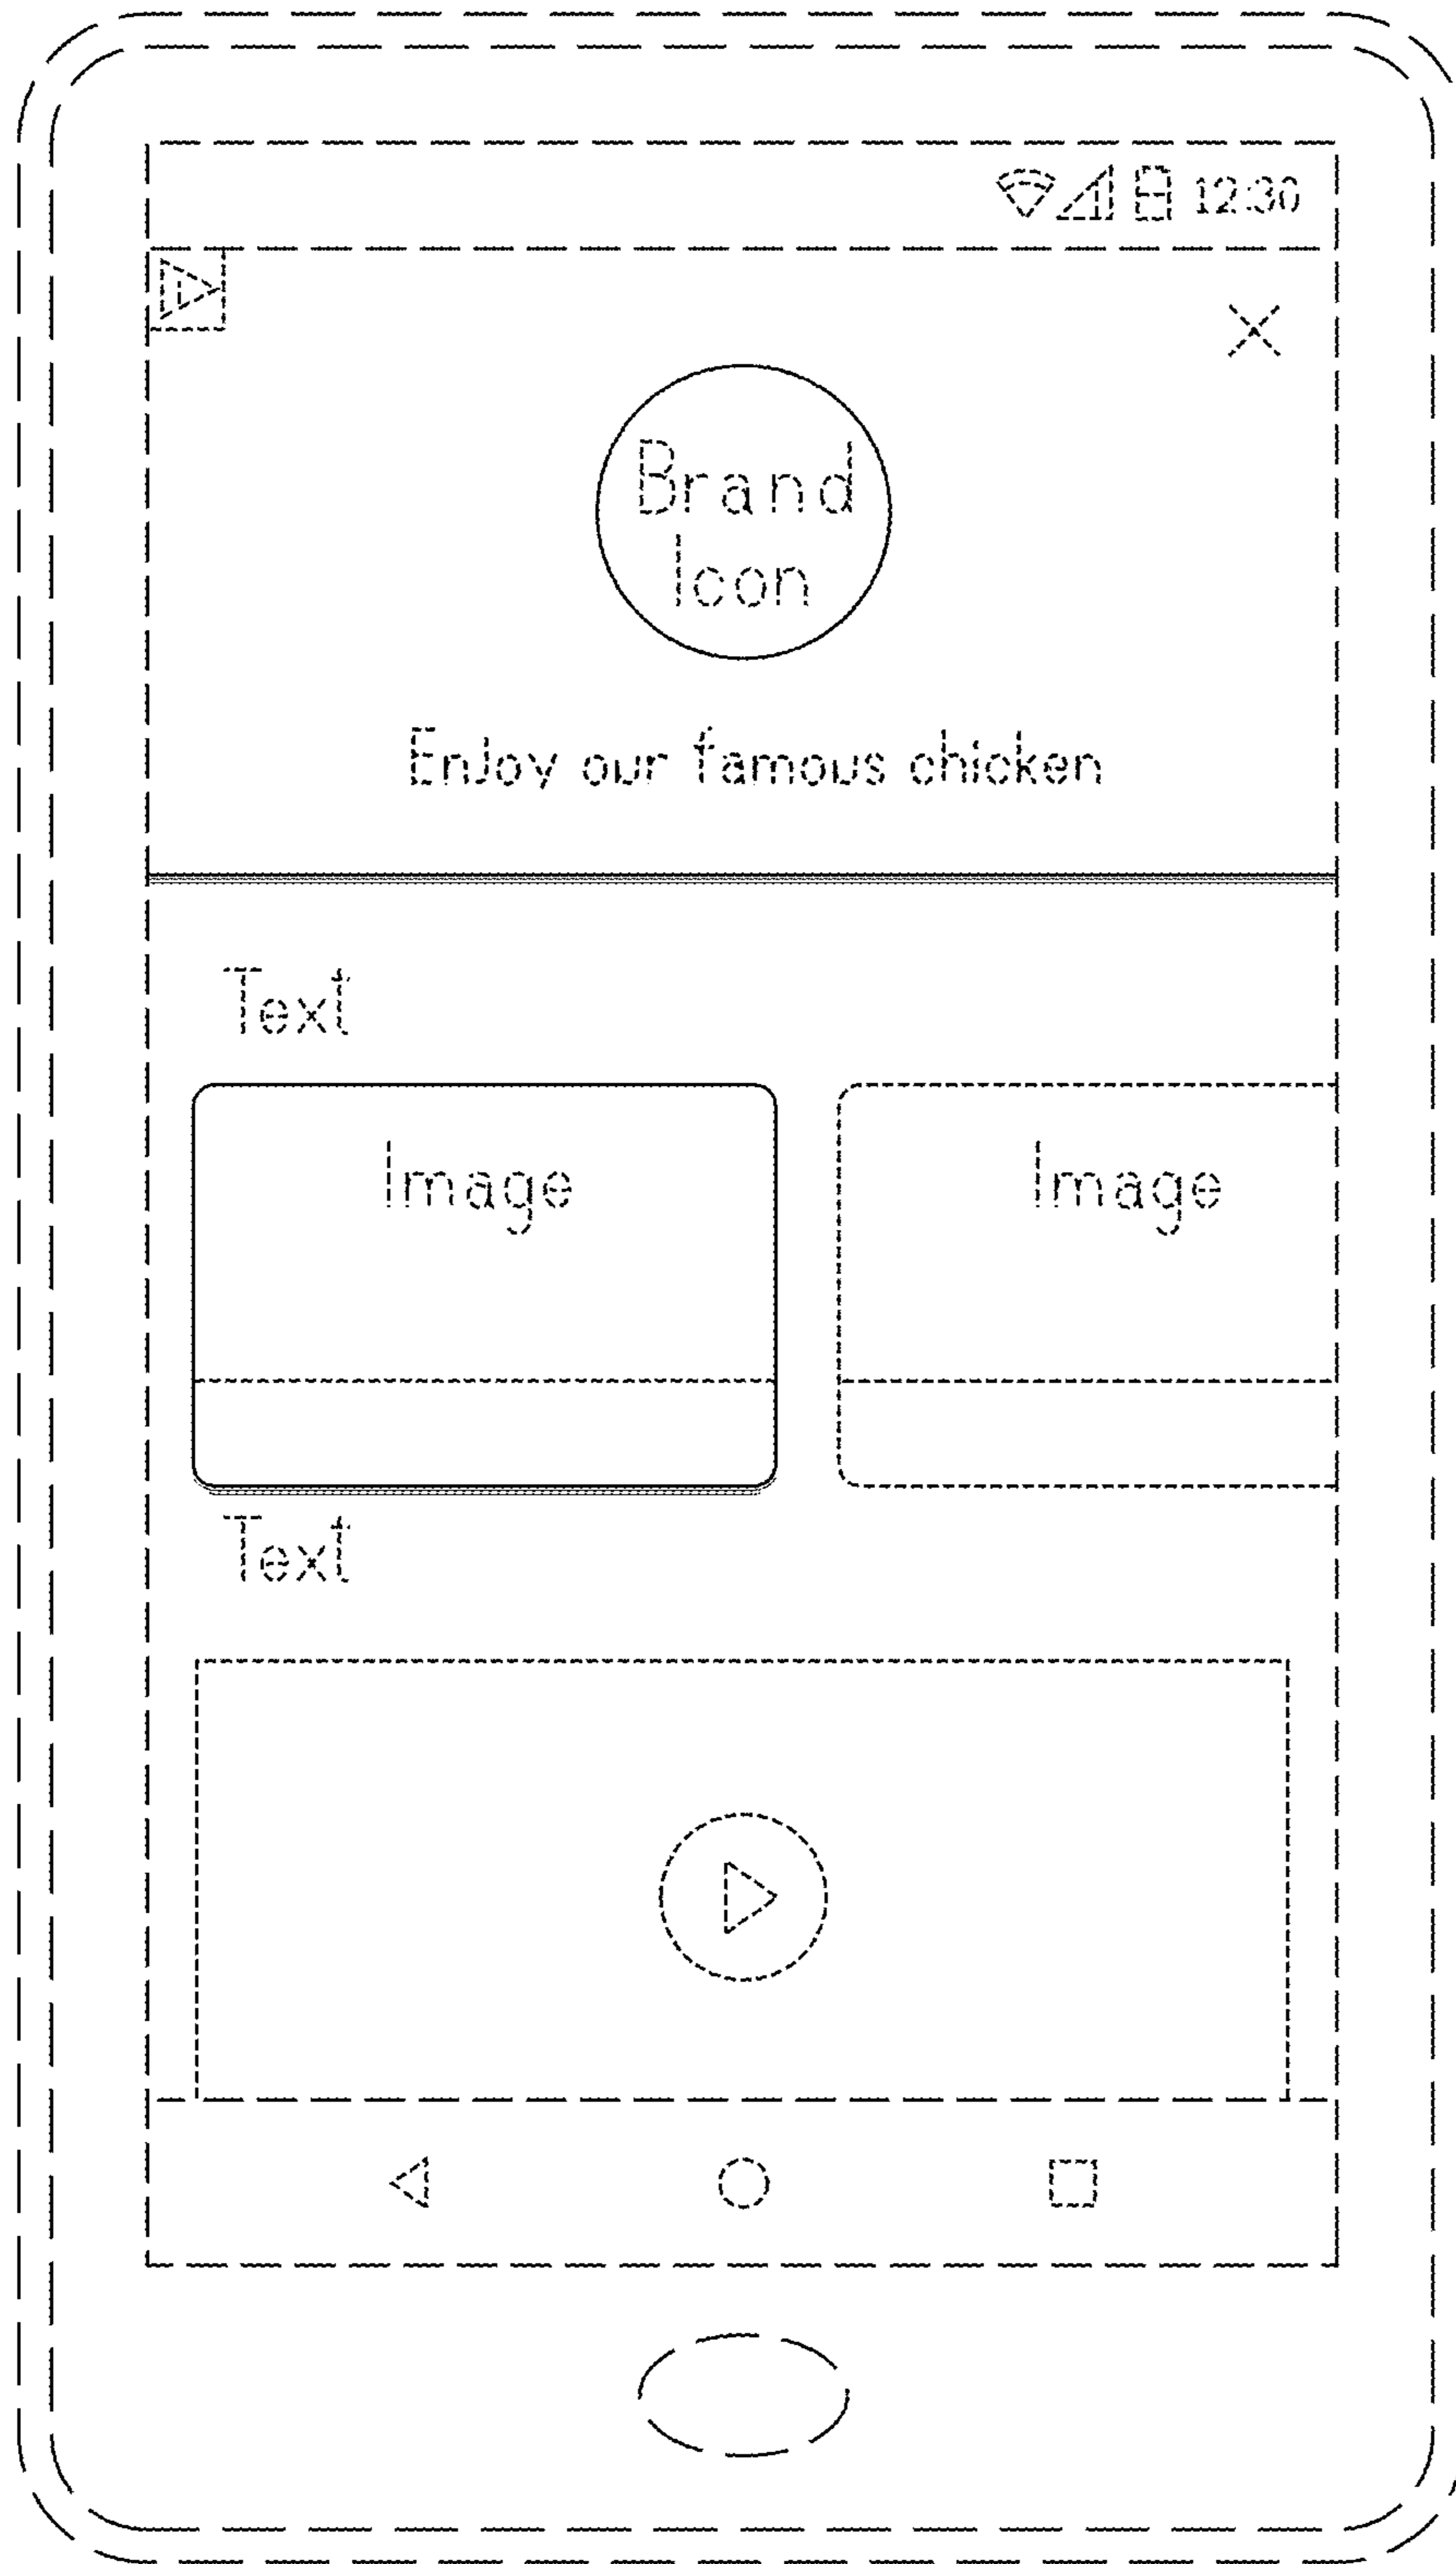 12:30
Brand
Icon
Enjoy our famous chicken
Text
Image Image
Text